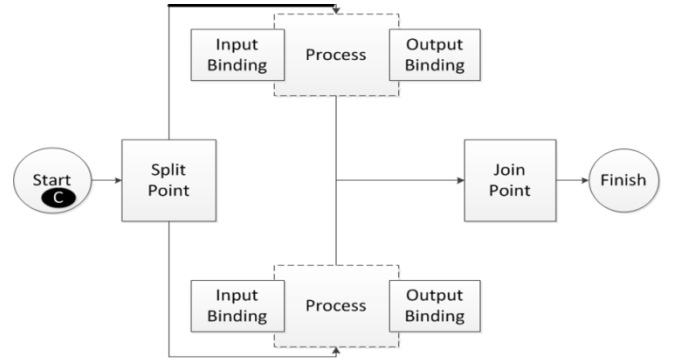 Input
Binding
Process
Output
Binding
Start
C
Split
Point
Join
Point
Finish
Input
Binding
Process
Output
Binding